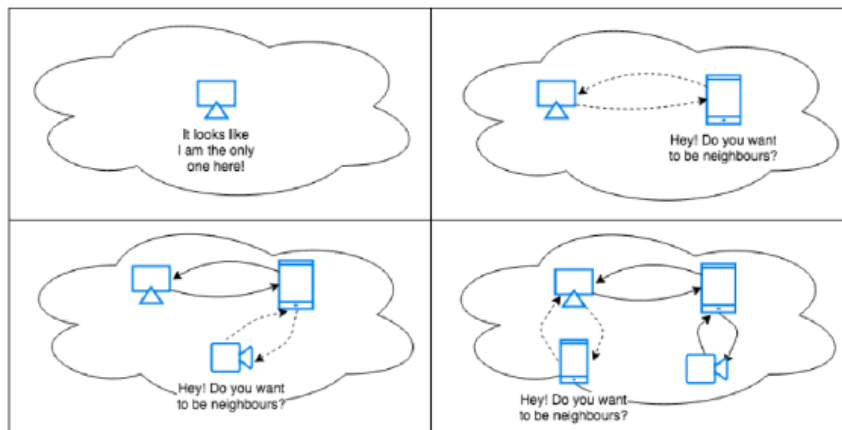 It looks like
I am the only
one here!
Hey! Do you want
to be neighbours?
Hey! Do you want
to be neighbours?
Hey! Do you want
to be neighbours?